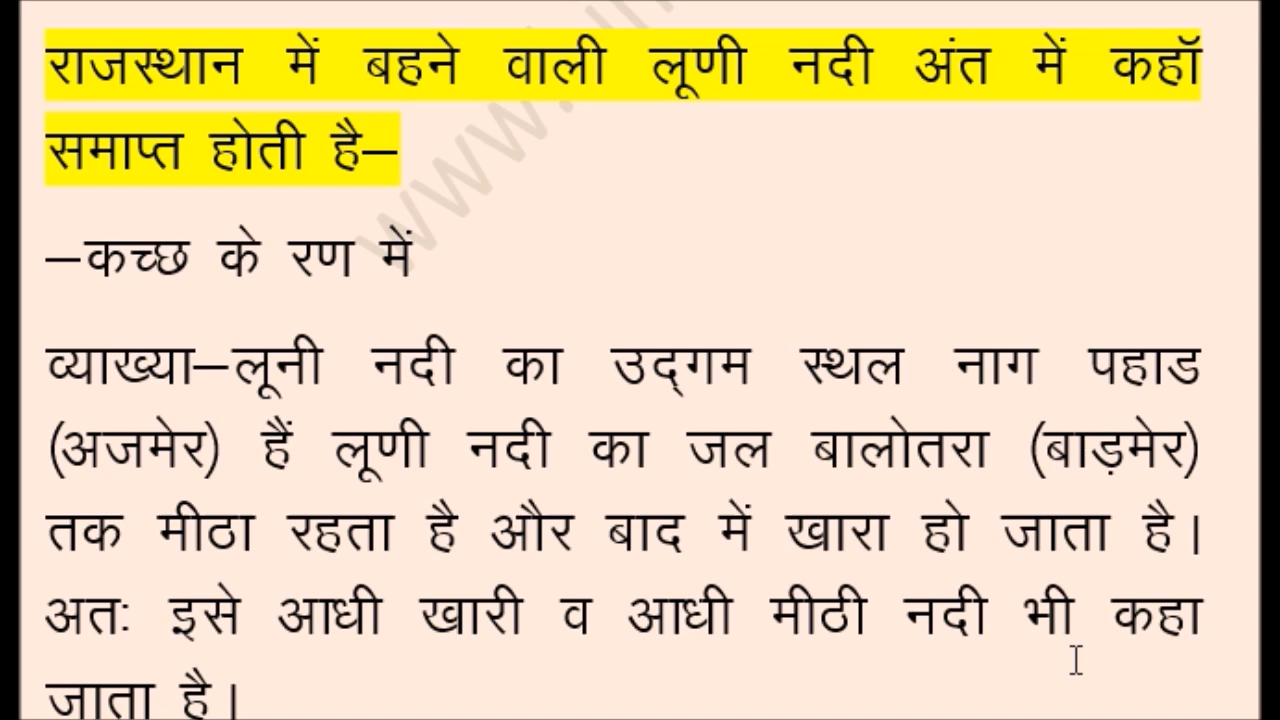 राजस्थान में बहने वाली लूणी नदी अंत में कहॉ
समाप्त होती है–
–कच्छ के रण में
व्याख्या–लूनी नदी का उद्‌गम स्थल नाग पहाड
(अजमेर) हैं लूणी नदी का जल बालोतरा (बाड़मेर)
तक मीठा रहता है और बाद में खारा हो जाता है।
अतः इसे आधी खारी व आधी मीठी नदी भी कहा
जाता है।